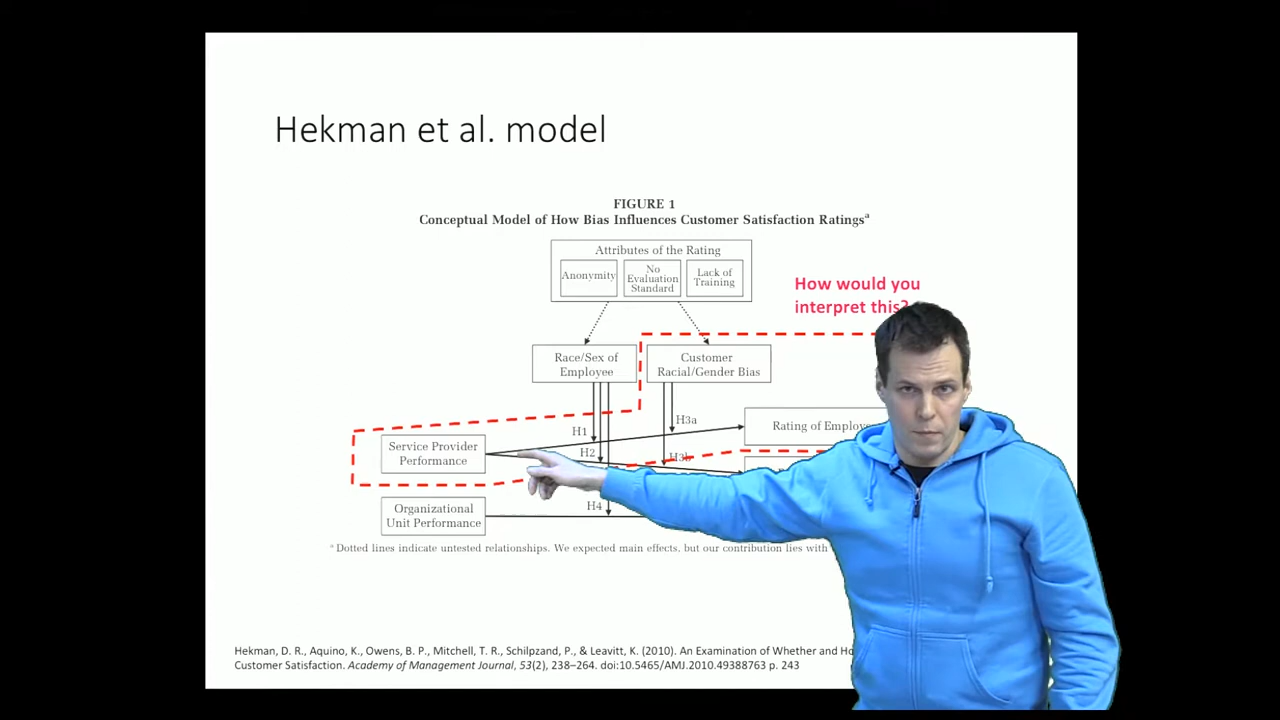 Hekman et al. model
FIGURE 1
Conceptual Model of How Bias Influences Customer Satisfaction Ratingsª
Attributes of the Rating
Anonymity
No
Evaluation
Standard
Lack of
Training
How would you
interpret this?
Race/Sex of
Employee
Customer
Racial/Gender Bias
H3a
Rating of
H1
Service Provider
Performance
H2
H3b
Organizational
Unit Performance
H4
ª Dotted lines indicate untested relationships. We expected main effects, but our contribution lies with
Hekman, D. R., Aquino, K., Owens, B. P., Mitchell, T. R., Schilpzand, P., & Leavitt, K. (2010). An Examination of Whether and
Customer Satisfaction. Academy of Management Journal, 53(2), 238–264. doi:10.5465/AMJ.2010.49388763 p. 243